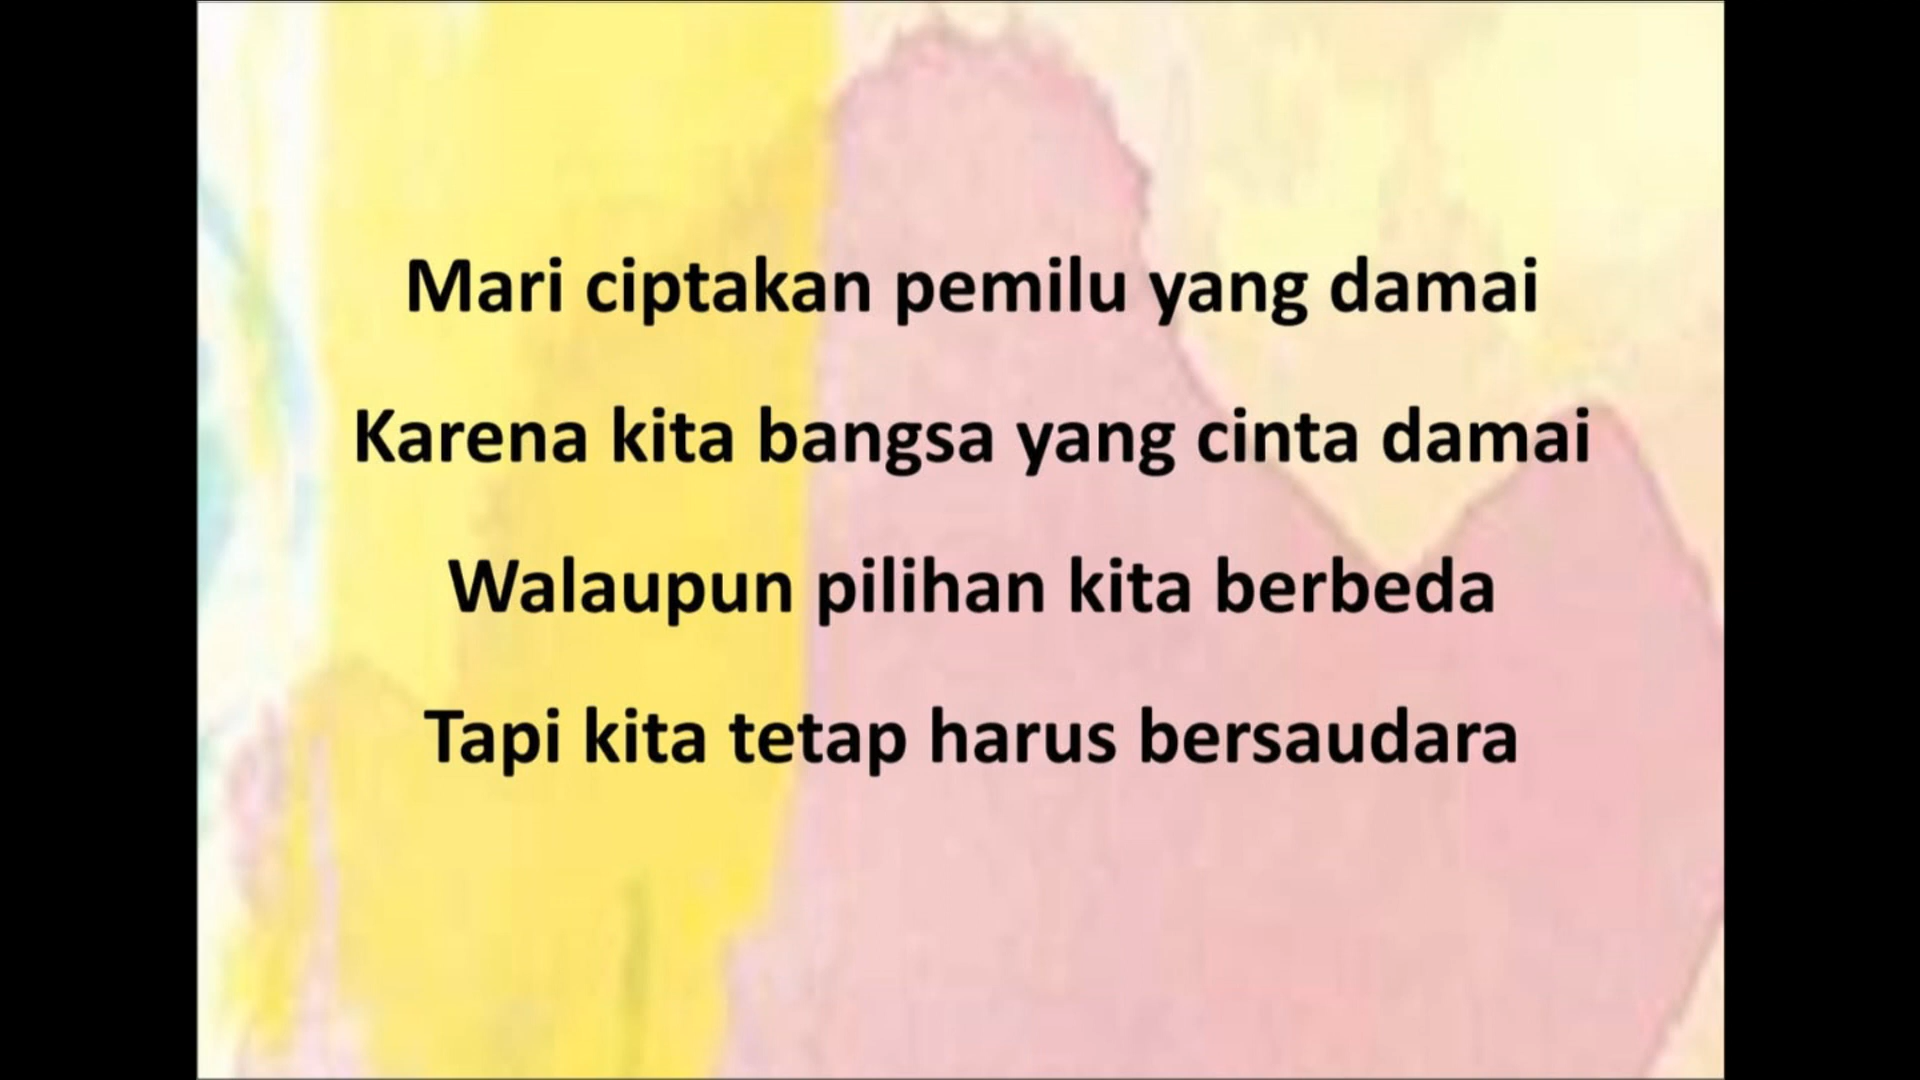 Mari ciptakan pemilu yang damai
Karena kita bangsa yang cinta damai
Walaupun pilihan kita berbeda
Tapi kita tetap harus bersaudara